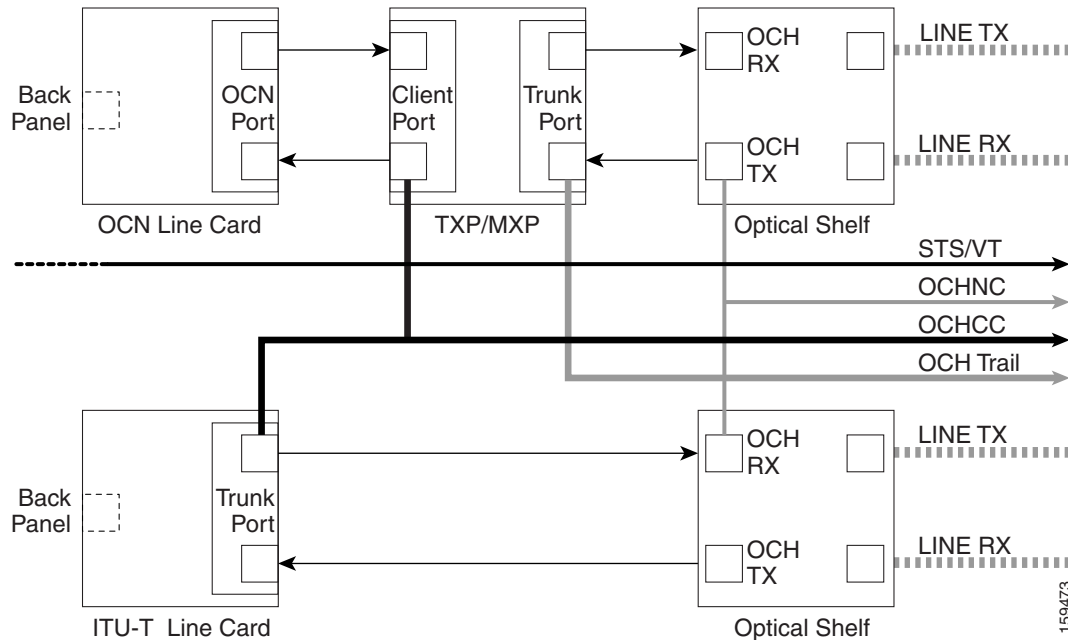 LINE TX
OCH
RX
Back
Panel
OCN
Port
Client
Port
Trunk
Port
LINE RX
OCH
TX
OCN Line Card
TXP/MXP
Optical Shelf
STS/VT
OCHNC
OCHCC
OCH Trail
LINE TX
OCH
RX
Back
Panel
Trunk
Port
LINE RX
OCH
TX
ITU-T Line Card
Optical Shelf
159473